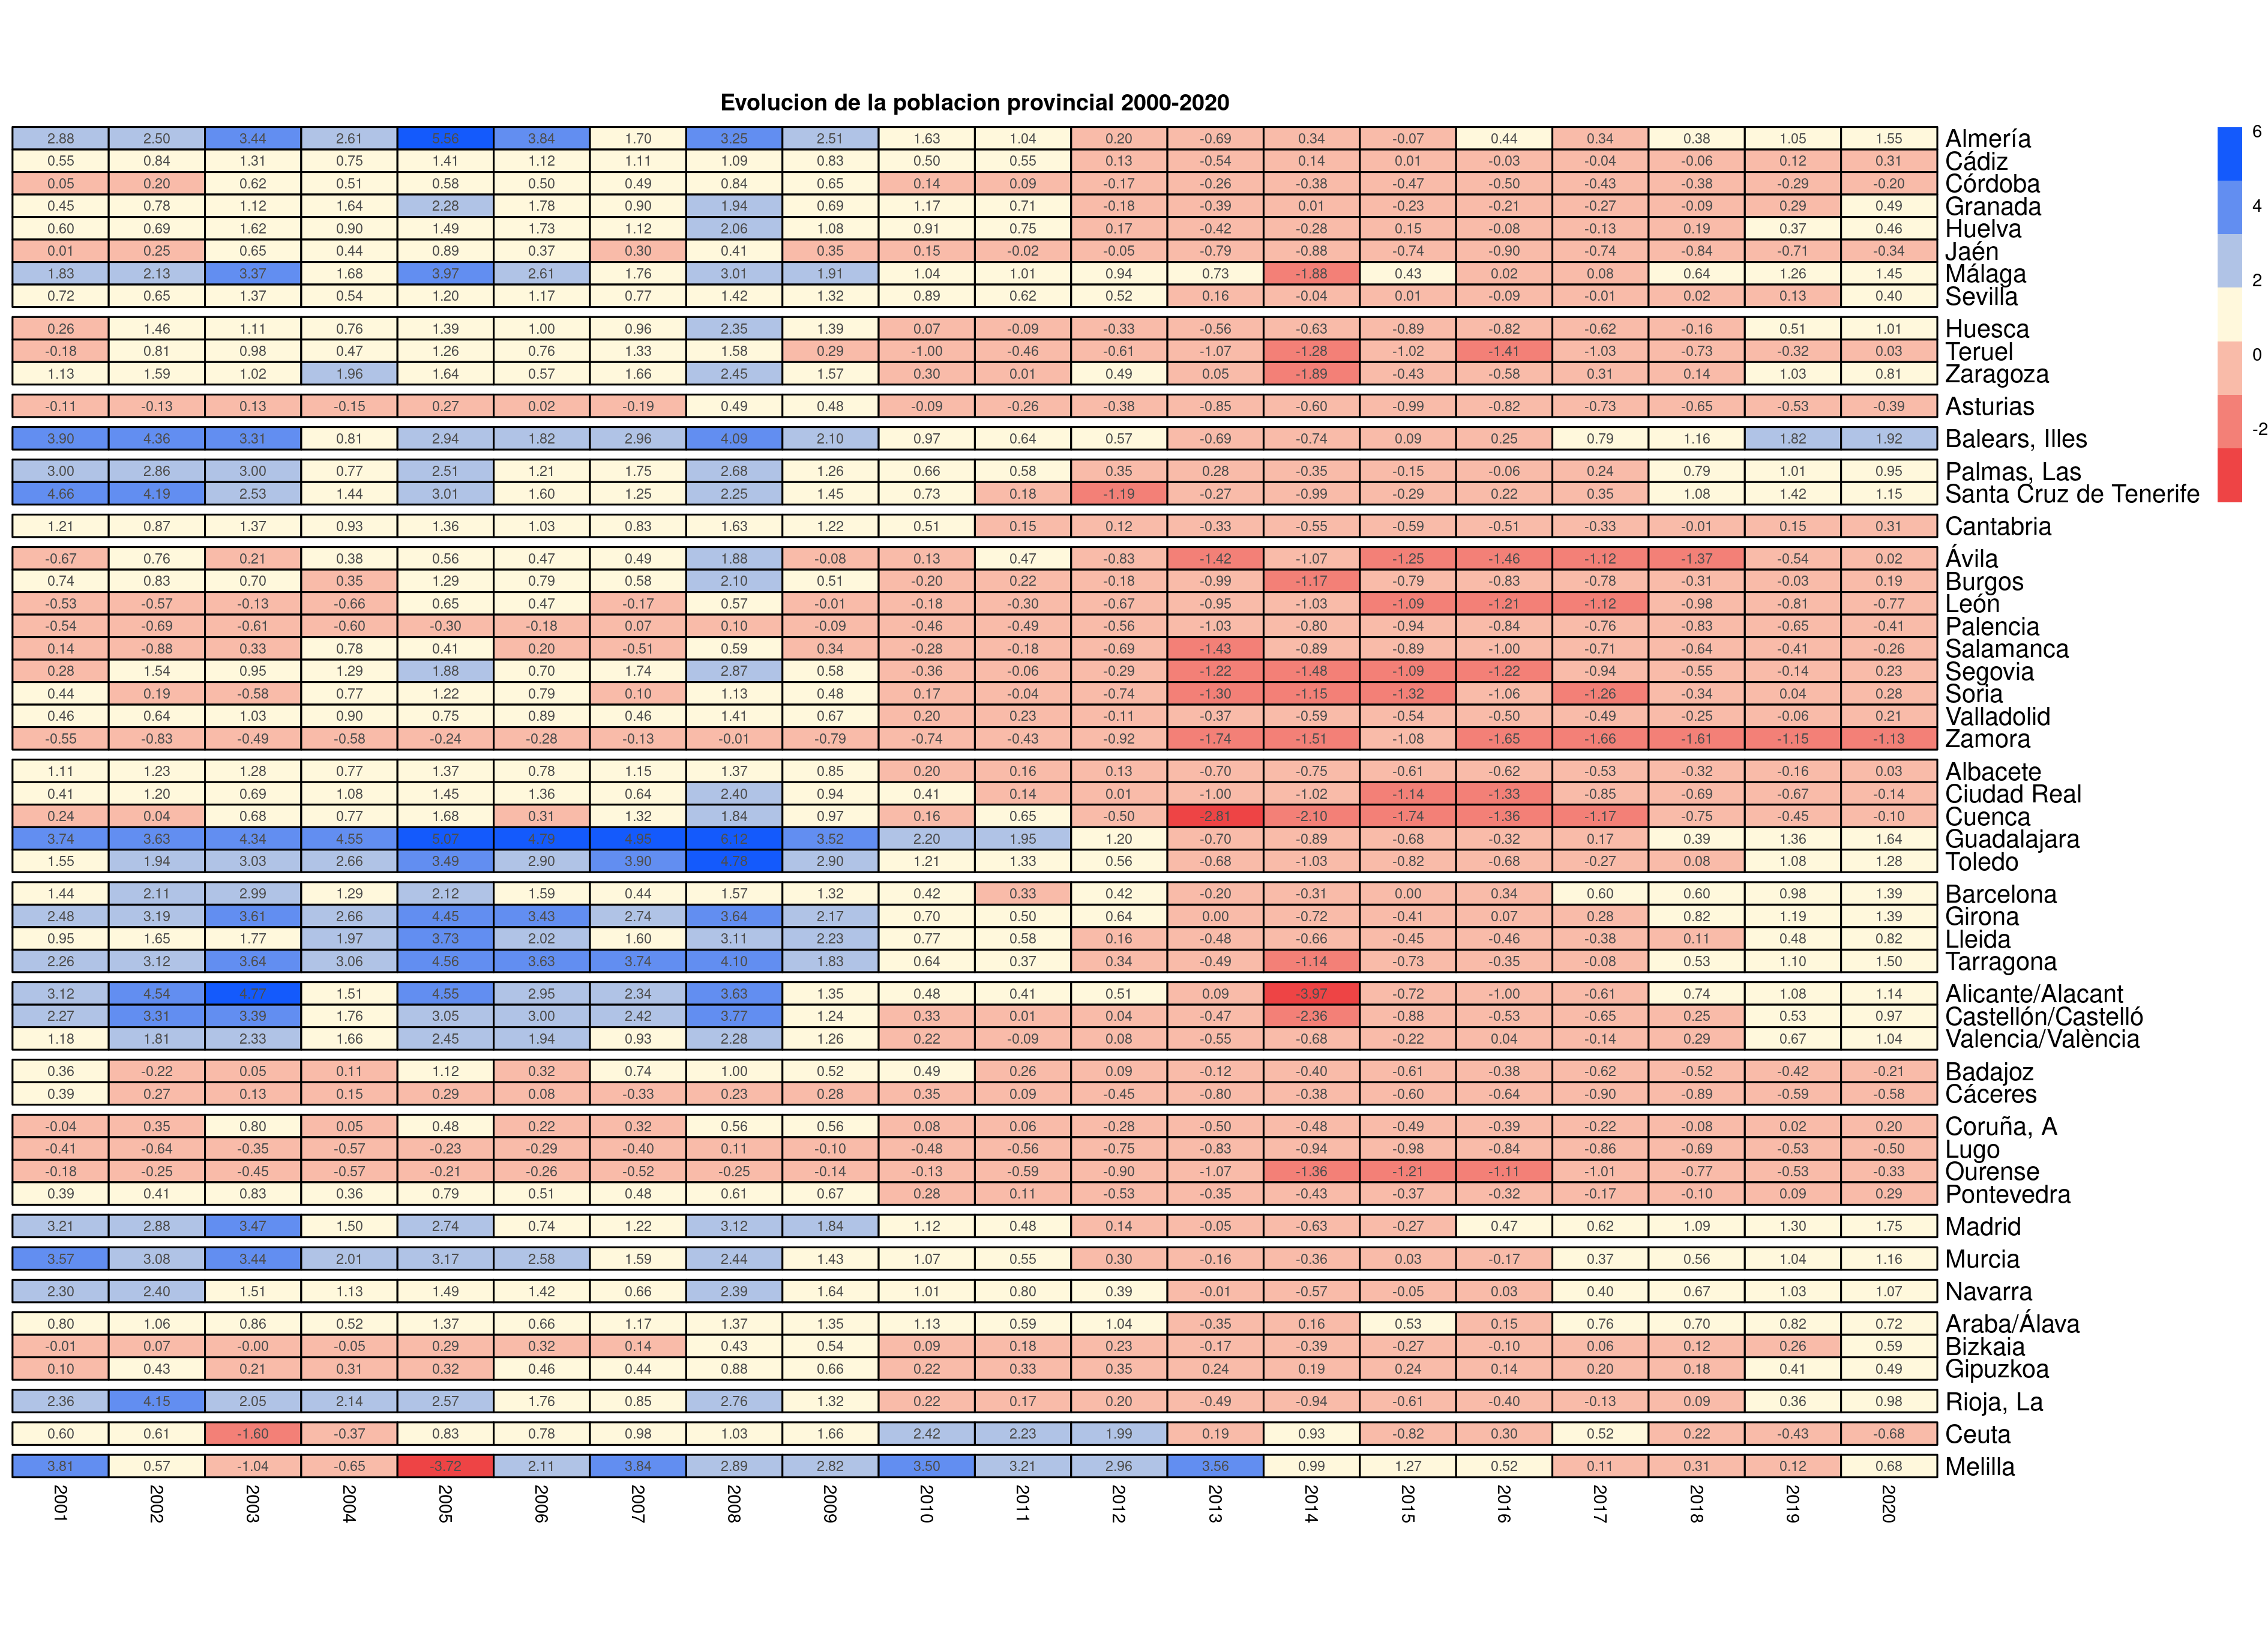 Evolucion de la poblacion provincial 2000-2020
2.88 2.50 3.44 2.61 5.56 3.84 1.70 3.25 2.51 1.63 1.04 0.20 -0.69 0.34 -0.07 0.44 0.34 0.38 1.05 1.55 Almería
0.55 0.84 1.31 0.75 1.41 1.12 1.11 1.09 0.83 0.50 0.55 0.13 -0.54 0.14 0.01 -0.03 -0.04 -0.06 0.12 0.31 Cádiz
0.05 0.20 0.62 0.51 0.58 0.50 0.49 0.84 0.65 0.14 0.09 -0.17 -0.26 -0.38 -0.47 -0.50 -0.43 -0.38 -0.29 -0.20 Córdoba
0.45 0.78 1.12 1.64 2.28 1.78 0.90 1.94 0.69 1.17 0.71 -0.18 -0.39 0.01 -0.23 -0.21 -0.27 -0.09 0.29 0.49 Granada
0.60 0.69 1.62 0.90 1.49 1.73 1.12 2.06 1.08 0.91 0.75 0.17 -0.42 -0.28 0.15 -0.08 -0.13 0.19 0.37 0.46 Huelva
0.01 0.25 0.65 0.44 0.89 0.37 0.30 0.41 0.35 0.15 -0.02 -0.05 -0.79 -0.88 -0.74 -0.90 -0.74 -0.84 -0.71 -0.34 Jaén
1.83 2.13 3.37 1.68 3.97 2.61 1.76 3.01 1.91 1.04 1.01 0.94 0.73 -1.88 0.43 0.02 0.08 0.64 1.26 1.45 Málaga
0.72 0.65 1.37 0.54 1.20 1.17 0.77 1.42 1.32 0.89 0.62 0.52 0.16 -0.04 0.01 -0.09 -0.01 0.02 0.13 0.40 Sevilla
0.26 1.46 1.11 0.76 1.39 1.00 0.96 2.35 1.39 0.07 -0.09 -0.33 -0.56 -0.63 -0.89 -0.82 -0.62 -0.16 0.51 1.01 Huesca
-0.18 0.81 0.98 0.47 1.26 0.76 1.33 1.58 0.29 -1.00 -0.46 -0.61 -1.07 -1.28 -1.02 -1.41 -1.03 -0.73 -0.32 0.03 Teruel
1.13 1.59 1.02 1.96 1.64 0.57 1.66 2.45 1.57 0.30 0.01 0.49 0.05 -1.89 -0.43 -0.58 0.31 0.14 1.03 0.81 Zaragoza
-0.11 -0.13 0.13 -0.15 0.27 0.02 -0.19 0.49 0.48 -0.09 -0.26 -0.38 -0.85 -0.60 -0.99 -0.82 -0.73 -0.65 -0.53 -0.39 Asturias
3.90 4.36 3.31 0.81 2.94 1.82 2.96 4.09 2.10 0.97 0.64 0.57 -0.69 -0.74 0.09 0.25 0.79 1.16 1.82 1.92 Balears, Illes
3.00 2.86 3.00 0.77 2.51 1.21 1.75 2.68 1.26 0.66 0.58 0.35 0.28 -0.35 -0.15 -0.06 0.24 0.79 1.01 0.95 Palmas, Las
4.66 4.19 2.53 1.44 3.01 1.60 1.25 2.25 1.45 0.73 0.18 -1.19 -0.27 -0.99 -0.29 0.22 0.35 1.08 1.42 1.15 Santa Cruz de Tenerife
1.21 0.87 1.37 0.93 1.36 1.03 0.83 1.63 1.22 0.51 0.15 0.12 -0.33 -0.55 -0.59 -0.51 -0.33 -0.01 0.15 0.31 Cantabria
-0.67 0.76 0.21 0.38 0.56 0.47 0.49 1.88 -0.08 0.13 0.47 -0.83 -1.42 -1.07 -1.25 -1.46 -1.12 -1.37 -0.54 0.02 Ávila
0.74 0.83 0.70 0.35 1.29 0.79 0.58 2.10 0.51 -0.20 0.22 -0.18 -0.99 -1.17 -0.79 -0.83 -0.78 -0.31 -0.03 0.19 Burgos
-0.53 -0.57 -0.13 -0.66 0.65 0.47 -0.17 0.57 -0.01 -0.18 -0.30 -0.67 -0.95 -1.03 -1.09 -1.21 -1.12 -0.98 -0.81 -0.77 León
-0.54 -0.69 -0.61 -0.60 -0.30 -0.18 0.07 0.10 -0.09 -0.46 -0.49 -0.56 -1.03 -0.80 -0.94 -0.84 -0.76 -0.83 -0.65 -0.41 Palencia
0.14 -0.88 0.33 0.78 0.41 0.20 -0.51 0.59 0.34 -0.28 -0.18 -0.69 -1.43 -0.89 -0.89 -1.00 -0.71 -0.64 -0.41 -0.26 Salamanca
0.28 1.54 0.95 1.29 1.88 0.70 1.74 2.87 0.58 -0.36 -0.06 -0.29 -1.22 -1.48 -1.09 -1.22 -0.94 -0.55 -0.14 0.23 Segovia
0.44 0.19 -0.58 0.77 1.22 0.79 0.10 1.13 0.48 0.17 -0.04 -0.74 -1.30 -1.15 -1.32 -1.06 -1.26 -0.34 0.04 0.28 Soria
0.46 0.64 1.03 0.90 0.75 0.89 0.46 1.41 0.67 0.20 0.23 -0.11 -0.37 -0.59 -0.54 -0.50 -0.49 -0.25 -0.06 0.21 Valladolid
-0.55 -0.83 -0.49 -0.58 -0.24 -0.28 -0.13 -0.01 -0.79 -0.74 -0.43 -0.92 -1.74 -1.51 -1.08 -1.65 -1.66 -1.61 -1.15 -1.13 Zamora
1.11 1.23 1.28 0.77 1.37 0.78 1.15 1.37 0.85 0.20 0.16 0.13 -0.70 -0.75 -0.61 -0.62 -0.53 -0.32 -0.16 0.03 Albacete
0.41 1.20 0.69 1.08 1.45 1.36 0.64 2.40 0.94 0.41 0.14 0.01 -1.00 -1.02 -1.14 -1.33 -0.85 -0.69 -0.67 -0.14 Ciudad Real
0.24 0.04 0.68 0.77 1.68 0.31 1.32 1.84 0.97 0.16 0.65 -0.50 -2.81 -2.10 -1.74 -1.36 -1.17 -0.75 -0.45 -0.10 Cuenca
3.74 3.63 4.34 4.55 5.07 4.79 4.95 6.12 3.52 2.20 1.95 1.20 -0.70 -0.89 -0.68 -0.32 0.17 0.39 1.36 1.64 Guadalajara
1.55 1.94 3.03 2.66 3.49 2.90 3.90 4.78 2.90 1.21 1.33 0.56 -0.68 -1.03 -0.82 -0.68 -0.27 0.08 1.08 1.28 Toledo
1.44 2.11 2.99 1.29 2.12 1.59 0.44 1.57 1.32 0.42 0.33 0.42 -0.20 -0.31 0.00 0.34 0.60 0.60 0.98 1.39 Barcelona
2.48 3.19 3.61 2.66 4.45 3.43 2.74 3.64 2.17 0.70 0.50 0.64 0.00 -0.72 -0.41 0.07 0.28 0.82 1.19 1.39 Girona
0.95 1.65 1.77 1.97 3.73 2.02 1.60 3.11 2.23 0.77 0.58 0.16 -0.48 -0.66 -0.45 -0.46 -0.38 0.11 0.48 0.82 Lleida
2.26 3.12 3.64 3.06 4.56 3.63 3.74 4.10 1.83 0.64 0.37 0.34 -0.49 -1.14 -0.73 -0.35 -0.08 0.53 1.10 1.50 Tarragona
3.12 4.54 4.77 1.51 4.55 2.95 2.34 3.63 1.35 0.48 0.41 0.51 0.09 -3.97 -0.72 -1.00 -0.61 0.74 1.08 1.14 Alicante/Alacant
2.27 3.31 3.39 1.76 3.05 3.00 2.42 3.77 1.24 0.33 0.01 0.04 -0.47 -2.36 -0.88 -0.53 -0.65 0.25 0.53 0.97 Castellón/Castelló
1.18 1.81 2.33 1.66 2.45 1.94 0.93 2.28 1.26 0.22 -0.09 0.08 -0.55 -0.68 -0.22 0.04 -0.14 0.29 0.67 1.04 Valencia/València
0.36 -0.22 0.05 0.11 1.12 0.32 0.74 1.00 0.52 0.49 0.26 0.09 -0.12 -0.40 -0.61 -0.38 -0.62 -0.52 -0.42 -0.21 Badajoz
0.39 0.27 0.13 0.15 0.29 0.08 -0.33 0.23 0.28 0.35 0.09 -0.45 -0.80 -0.38 -0.60 -0.64 -0.90 -0.89 -0.59 -0.58 Cáceres
-0.04 0.35 0.80 0.05 0.48 0.22 0.32 0.56 0.56 0.08 0.06 -0.28 -0.50 -0.48 -0.49 -0.39 -0.22 -0.08 0.02 0.20 Coruña, A
-0.41 -0.64 -0.35 -0.57 -0.23 -0.29 -0.40 0.11 -0.10 -0.48 -0.56 -0.75 -0.83 -0.94 -0.98 -0.84 -0.86 -0.69 -0.53 -0.50 Lugo
-0.18 -0.25 -0.45 -0.57 -0.21 -0.26 -0.52 -0.25 -0.14 -0.13 -0.59 -0.90 -1.07 -1.36 -1.21 -1.11 -1.01 -0.77 -0.53 -0.33 Ourense
0.39 0.41 0.83 0.36 0.79 0.51 0.48 0.61 0.67 0.28 0.11 -0.53 -0.35 -0.43 -0.37 -0.32 -0.17 -0.10 0.09 0.29 Pontevedra
3.21 2.88 3.47 1.50 2.74 0.74 1.22 3.12 1.84 1.12 0.48 0.14 -0.05 -0.63 -0.27 0.47 0.62 1.09 1.30 1.75 Madrid
3.57 3.08 3.44 2.01 3.17 2.58 1.59 2.44 1.43 1.07 0.55 0.30 -0.16 -0.36 0.03 -0.17 0.37 0.56 1.04 1.16 Murcia
2.30 2.40 1.51 1.13 1.49 1.42 0.66 2.39 1.64 1.01 0.80 0.39 -0.01 -0.57 -0.05 0.03 0.40 0.67 1.03 1.07 Navarra
0.80 1.06 0.86 0.52 1.37 0.66 1.17 1.37 1.35 1.13 0.59 1.04 -0.35 0.16 0.53 0.15 0.76 0.70 0.82 0.72 Araba/Álava
-0.01 0.07 -0.00 -0.05 0.29 0.32 0.14 0.43 0.54 0.09 0.18 0.23 -0.17 -0.39 -0.27 -0.10 0.06 0.12 0.26 0.59 Bizkaia
0.10 0.43 0.21 0.31 0.32 0.46 0.44 0.88 0.66 0.22 0.33 0.35 0.24 0.19 0.24 0.14 0.20 0.18 0.41 0.49 Gipuzkoa
2.36 4.15 2.05 2.14 2.57 1.76 0.85 2.76 1.32 0.22 0.17 0.20 -0.49 -0.94 -0.61 -0.40 -0.13 0.09 0.36 0.98 Rioja, La
0.60 0.61 -1.60 -0.37 0.83 0.78 0.98 1.03 1.66 2.42 2.23 1.99 0.19 0.93 -0.82 0.30 0.52 0.22 -0.43 -0.68 Ceuta
3.81 0.57 -1.04 -0.65 -3.72 2.11 3.84 2.89 2.82 3.50 3.21 2.96 3.56 0.99 1.27 0.52 0.11 0.31 0.12 0.68 Melilla
2001 2002 2003 2004 2005 2006 2007 2008 2009 2010 2011 2012 2013 2014 2015 2016 2017 2018 2019 2020
6
4
2
0
-2